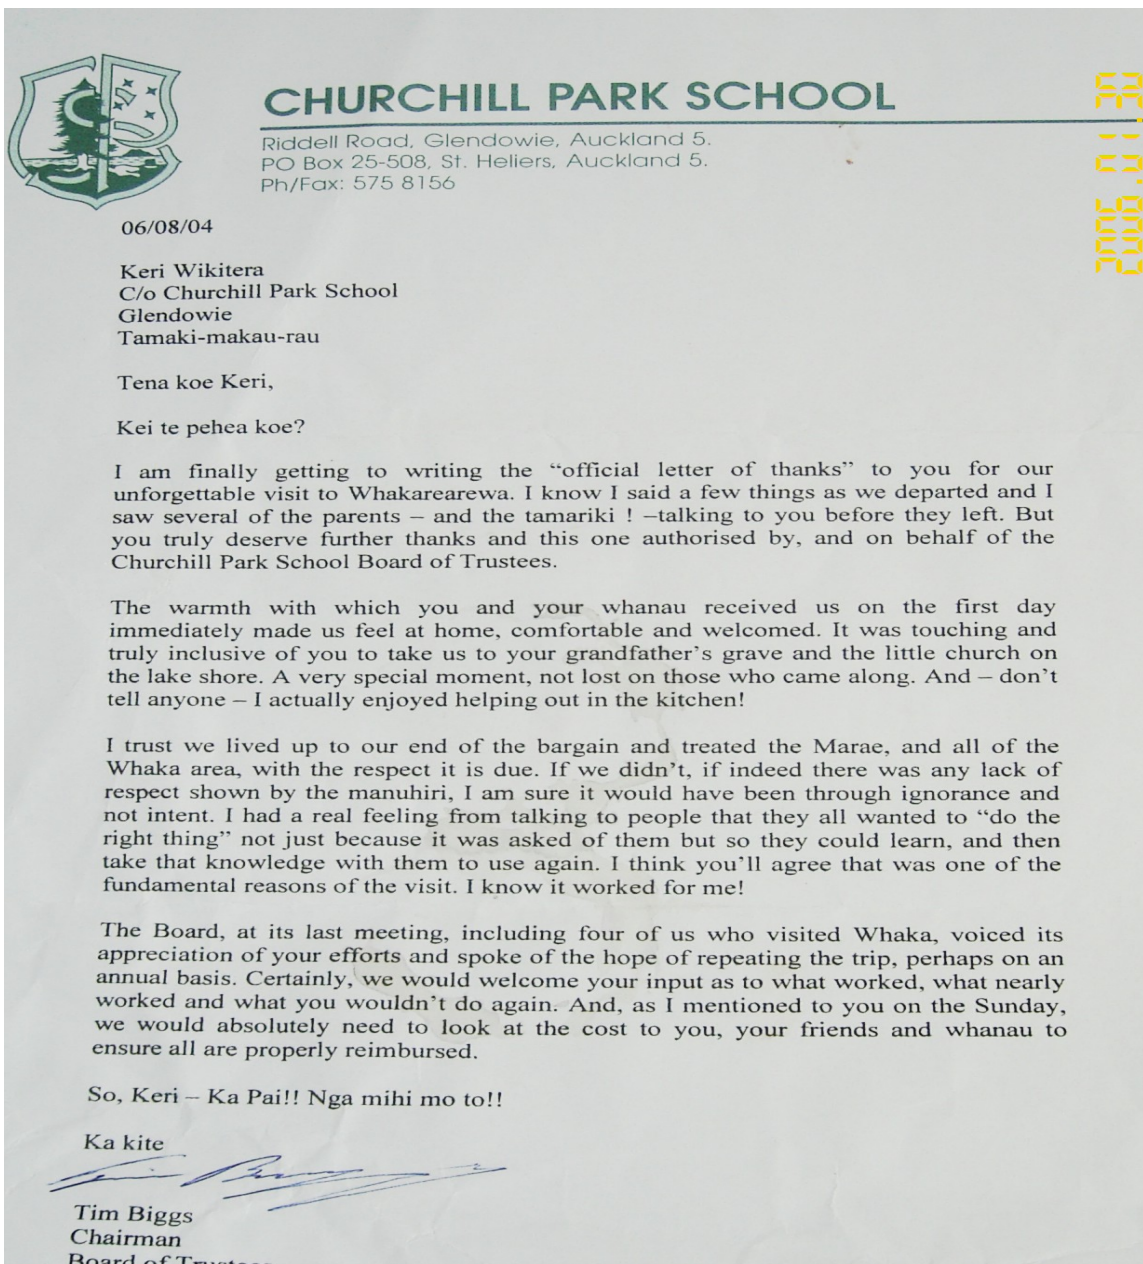 CHURCHILL PARK SCHOOL
Riddell Road, Glendowie, Auckland 5.
PO Box 25-508, St. Heliers, Auckland 5.
Ph/Fax: 575 8156
06/08/04
Keri Wikitera
C/o Churchill Park School
Glendowie
Tamaki-makau-rau
Tena koe Keri,
Kei te pehea koe?
I am finally getting to writing the “official letter of thanks” to you for our
unforgettable visit to Whakarearewa. I know I said a few things as we departed and I
saw several of the parents – and the tamariki ! –talking to you before they left. But
you truly deserve further thanks and this one authorised by, and on behalf of the
Churchill Park School Board of Trustees.
The warmth with which you and your whanau received us on the first day
immediately made us feel at home, comfortable and welcomed. It was touching and
truly inclusive of you to take us to your grandfather’s grave and the little church on
the lake shore. A very special moment, not lost on those who came along. And – don’t
tell anyone – I actually enjoyed helping out in the kitchen!
I trust we lived up to our end of the bargain and treated the Marae, and all of the
Whaka area, with the respect it is due. If we didn’t, if indeed there was any lack of
respect shown by the manuhiri, I am sure it would have been through ignorance and
not intent. I had a real feeling from talking to people that they all wanted to “do the
right thing” not just because it was asked of them but so they could learn, and then
take that knowledge with them to use again. I think you’ll agree that was one of the
fundamental reasons of the visit. I know it worked for me!
The Board, at its last meeting, including four of us who visited Whaka, voiced its
appreciation of your efforts and spoke of the hope of repeating the trip, perhaps on an
annual basis. Certainly, we would welcome your input as to what worked, what nearly
worked and what you wouldn’t do again. And, as I mentioned to you on the Sunday,
we would absolutely need to look at the cost to you, your friends and whanau to
ensure all are properly reimbursed.
So, Keri – Ka Pai!! Nga mihi mo to!!
Ka kite
Tim Biggs
Chairman
Board of Trustees